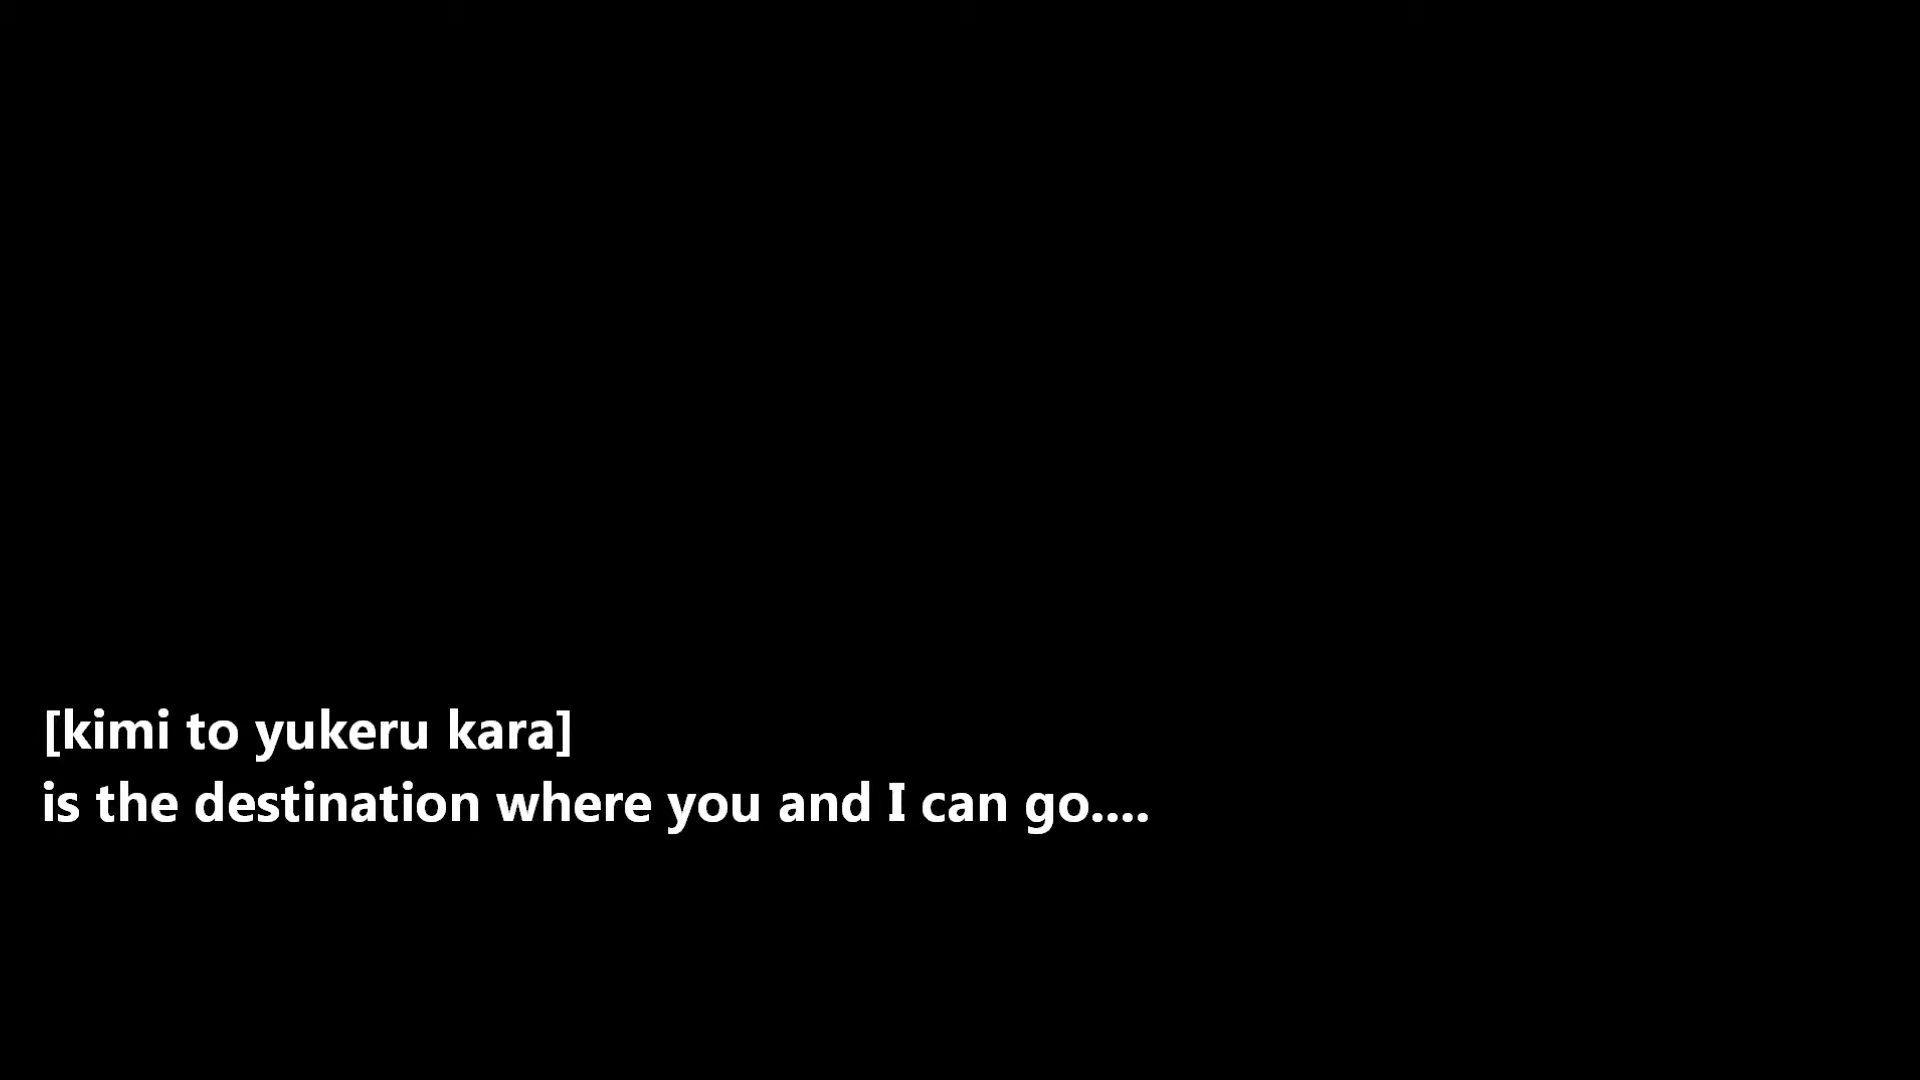 [kimi to yukeru kara]
is the destination where you and I can go....